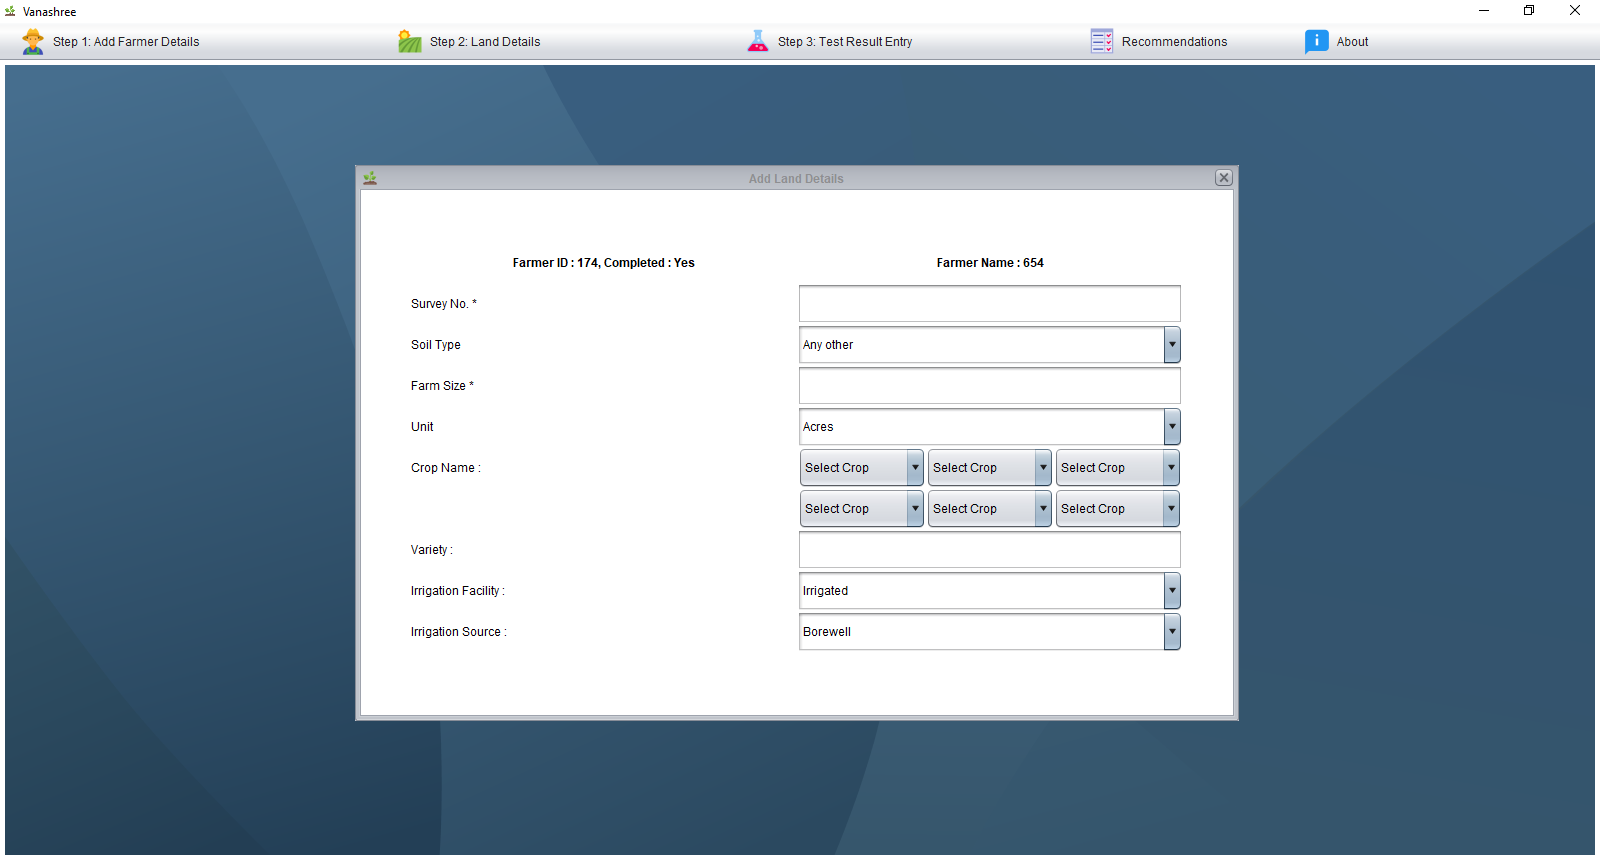 Vanashree
Step 1: Add Farmer Details Step 2: Land Details Step 3: Test Result Entry Recommendations About
Add Land Details
Farmer ID : 174, Completed : Yes Farmer Name : 654
Survey No. *
Soil Type Any other
Farm Size *
Unit Acres
Crop Name : Select Crop Select Crop Select Crop
Select Crop Select Crop Select Crop
Variety :
Irrigation Facility : Irrigated
Irrigation Source : Borewell